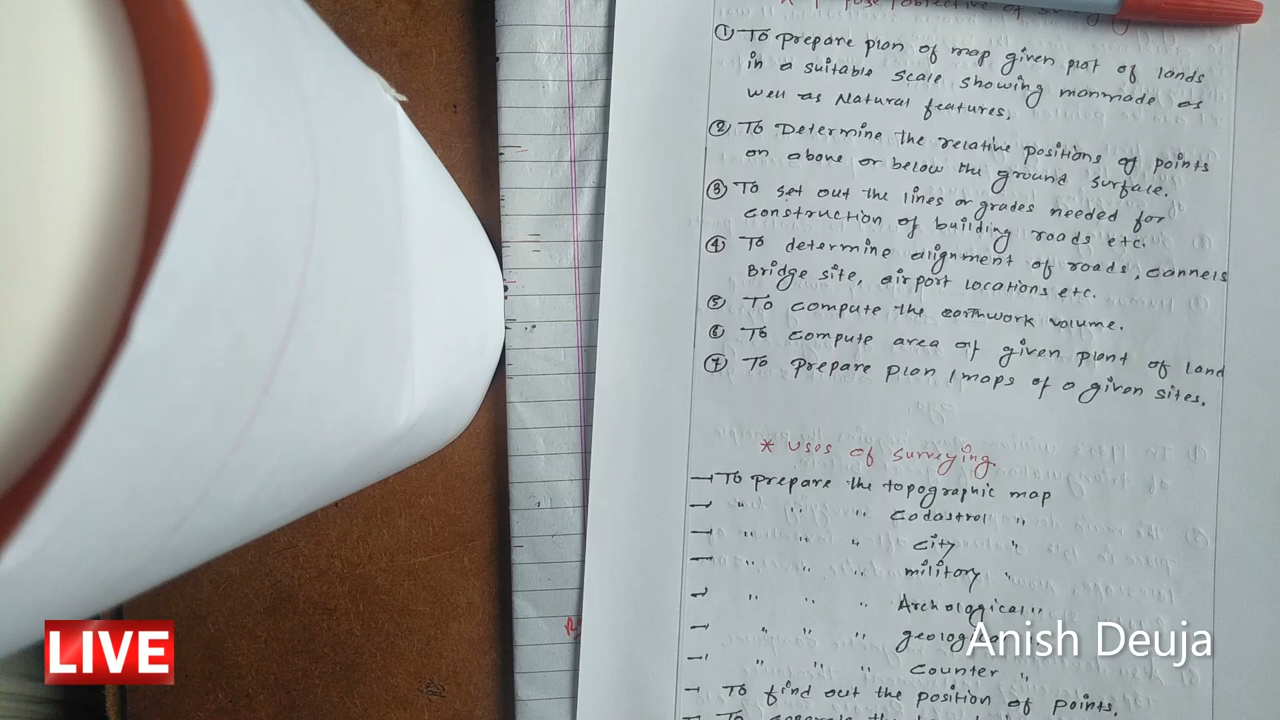 objective of
① To prepare plan of map given plat of lands
in a suitable scale showing manmade as
well as Natural features.
② To Determine the relative positions of points
on above or below the ground surface.
③ To set out the lines or grades needed for
construction of building roads etc.
④ To determine alignment of roads, cannels
Bridge site, airport locations etc.
⑤ To compute the earthwork volume.
⑥ To compute area of given plant of land
⑦ To prepare plan / maps of a given sites.
* Uses of surveying
→ To prepare the topographic map
→ " " " Cadastral "
→ " " " city "
→ " " " military "
→ " " " Archological "
→ " " "
→ " " " Counter "
→ To find out the position of points.
→ To the
LIVE
Anish Deuja